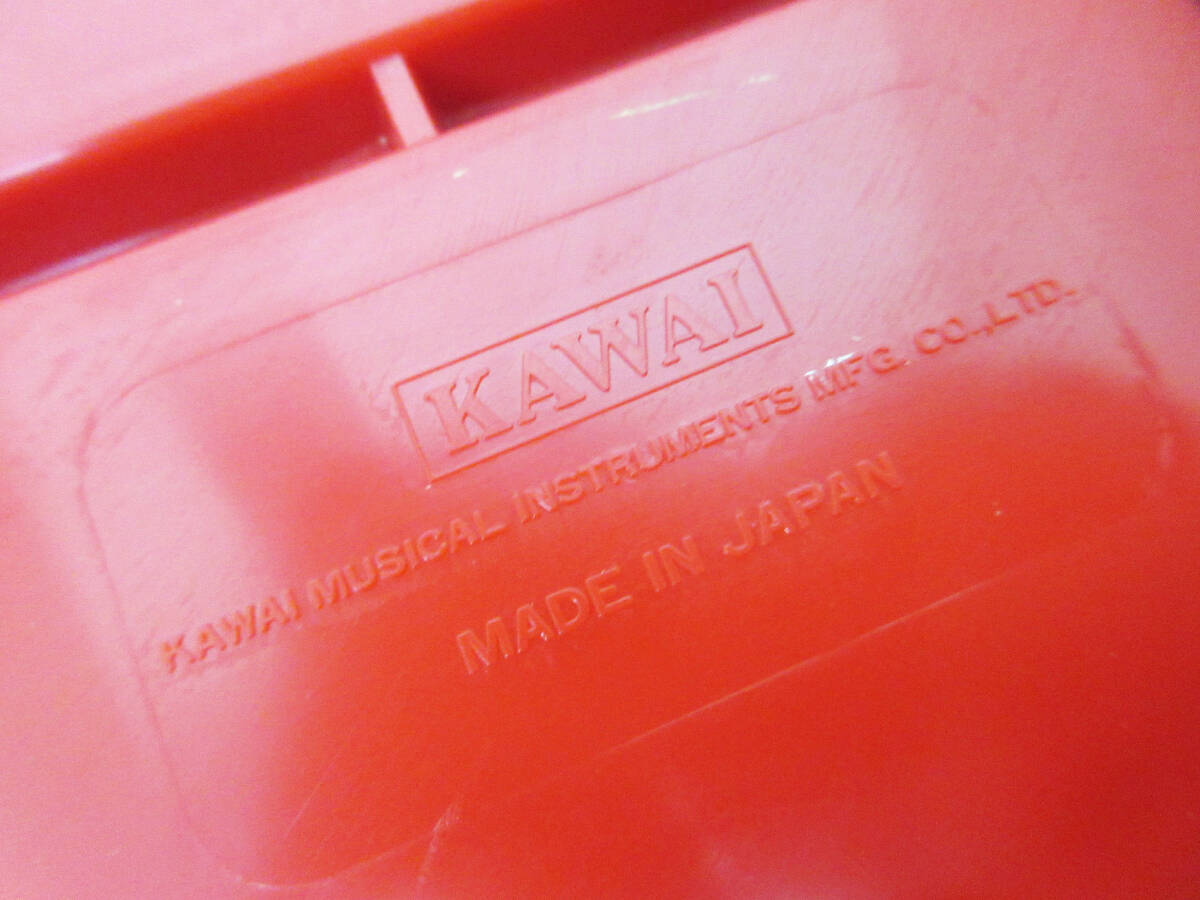 KAWAI
KAWAI MUSICAL INSTRUMENTS MFG. CO.,LTD.
MADE IN JAPAN